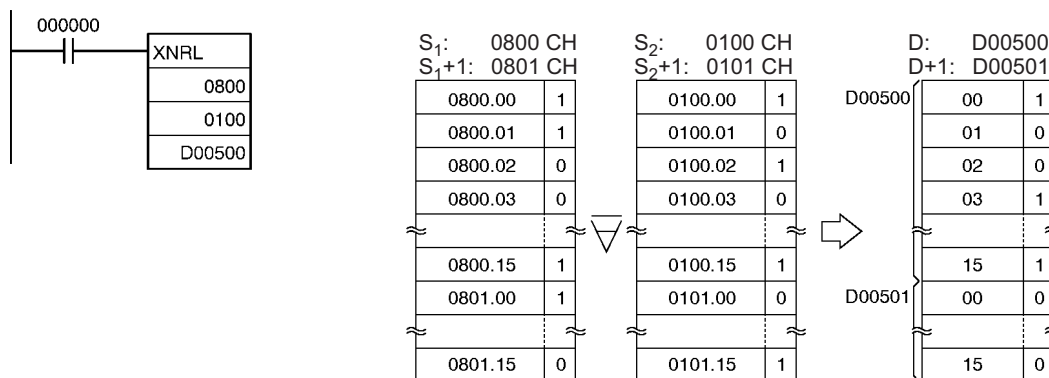 000000
XNRL
0800
0100
D00500
S1: 0800 CH
S1+1: 0801 CH
0800.00 1
0800.01 1
0800.02 0
0800.03 0
0800.15 1
0801.00 1
0801.15 0
S2: 0100 CH
S2+1: 0101 CH
0100.00 1
0100.01 0
0100.02 1
0100.03 0
0100.15 1
0101.00 0
0101.15 1
D: D00500
D+1: D00501
D00500
00 1
01 0
02 0
03 1
15 1
D00501
00 0
15 0